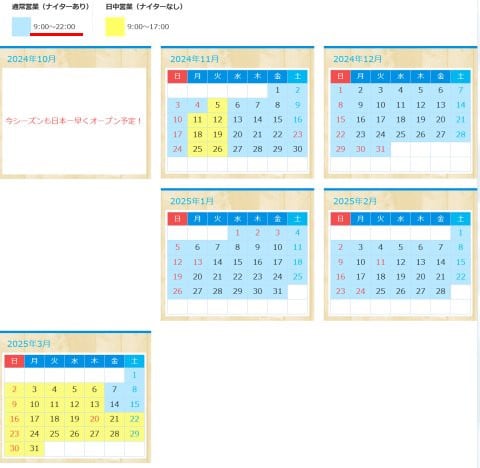 通常営業（ナイターあり） 日中営業（ナイターなし）
9:00～22:00 9:00～17:00
2024年10月 2024年11月 2024年12月
今シーズンも日本一早くオープン予定！
日 月 火 水 木 金 土
1 2
3 4 5 6 7 8 9
10 11 12 13 14 15 16
17 18 19 20 21 22 23
24 25 26 27 28 29 30
日 月 火 水 木 金 土
1 2 3 4 5 6 7
8 9 10 11 12 13 14
15 16 17 18 19 20 21
22 23 24 25 26 27 28
29 30 31
2025年1月 2025年2月
日 月 火 水 木 金 土
1 2 3 4
5 6 7 8 9 10 11
12 13 14 15 16 17 18
19 20 21 22 23 24 25
26 27 28 29 30 31
日 月 火 水 木 金 土
1
2 3 4 5 6 7 8
9 10 11 12 13 14 15
16 17 18 19 20 21 22
23 24 25 26 27 28
2025年3月
日 月 火 水 木 金 土
1
2 3 4 5 6 7 8
9 10 11 12 13 14 15
16 17 18 19 20 21 22
23 24 25 26 27 28 29
30 31